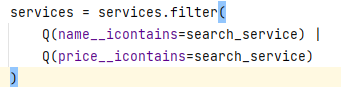 services = services.filter(
    Q(name__icontains=search_service) |
    Q(price__icontains=search_service)
)